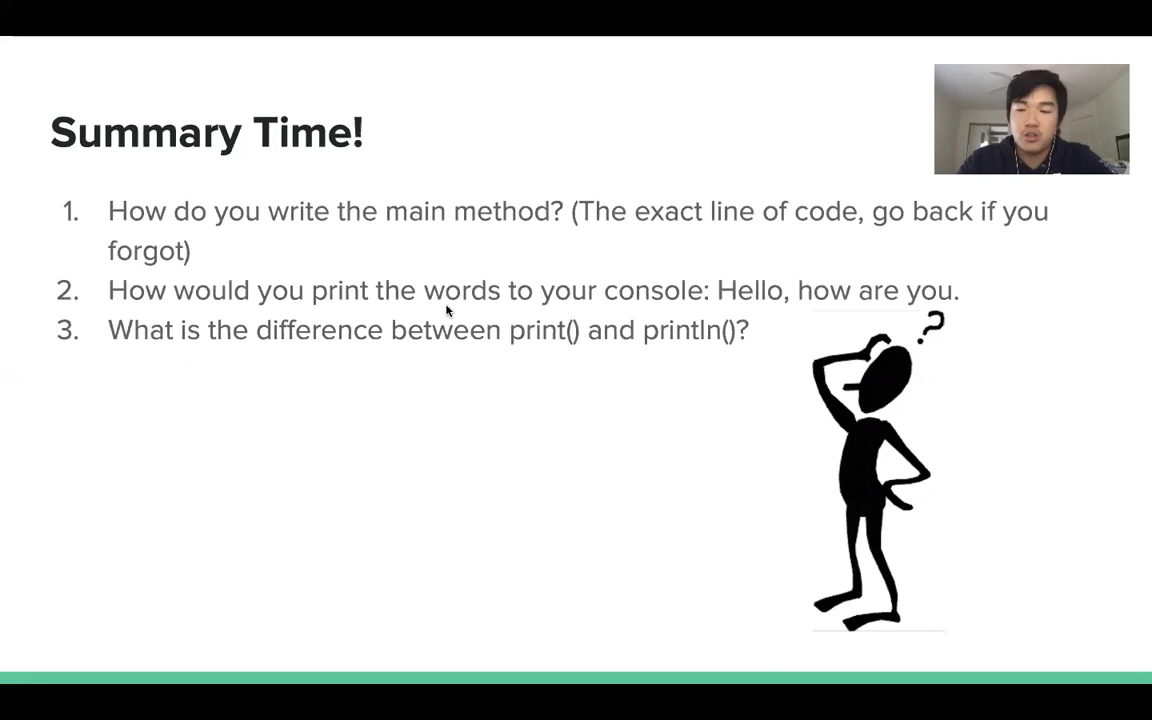 Summary Time!
1. How do you write the main method? (The exact line of code, go back if you
forgot)
2. How would you print the words to your console: Hello, how are you.
3. What is the difference between print() and println()?
?